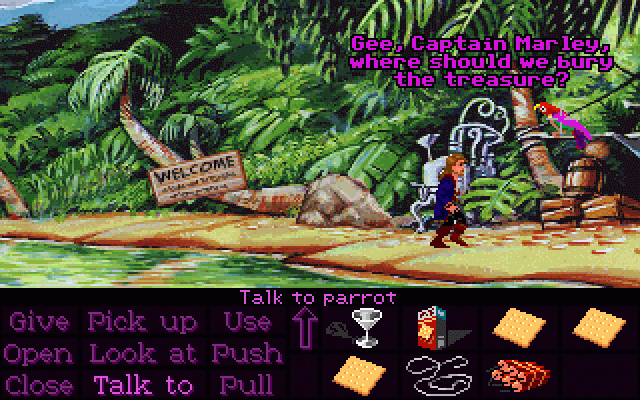 Gee, Captain Marley,
where should we bury
the treasure?
WELCOME
Talk to parrot
Give Pick up Use
Open Look at Push
Close Talk to Pull